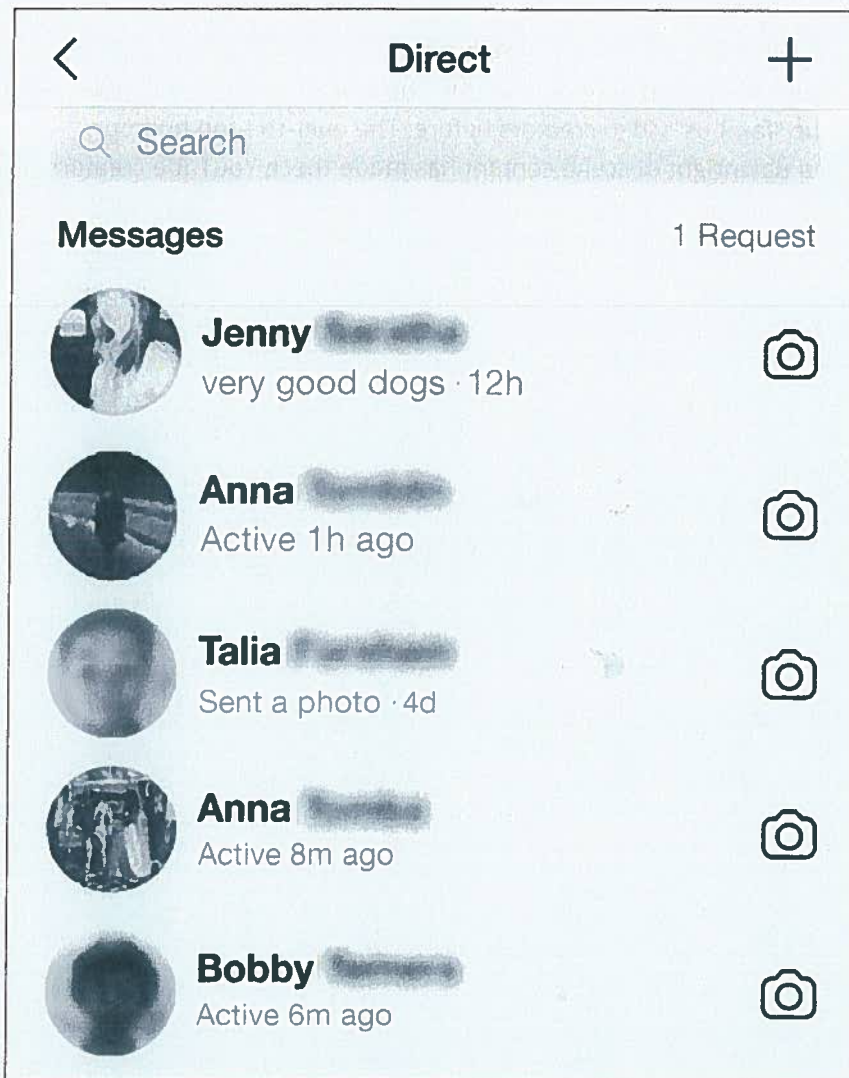 Direct
Search
Messages 1 Request
Jenny
very good dogs · 12h
Anna
Active 1h ago
Talia
Sent a photo · 4d
Anna
Active 8m ago
Bobby
Active 6m ago